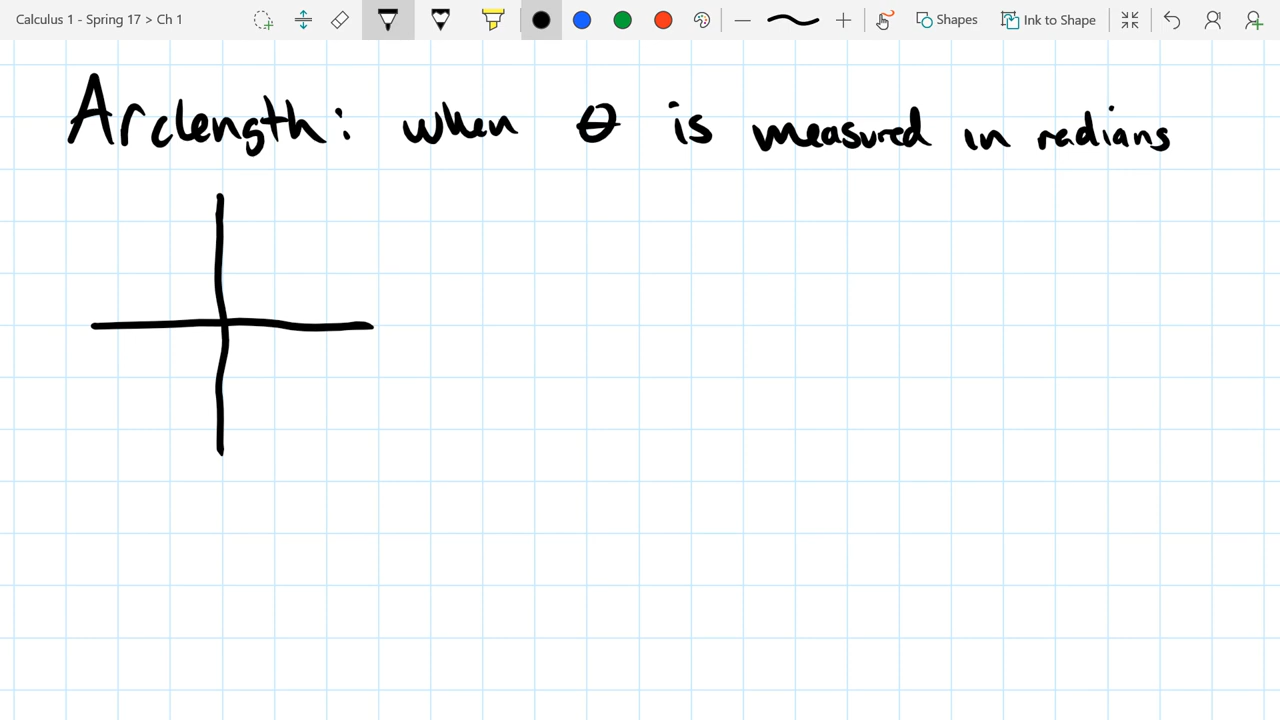 Calculus 1 - Spring 17 > Ch 1
Shapes
Ink to Shape
Arclength: when θ is measured in radians